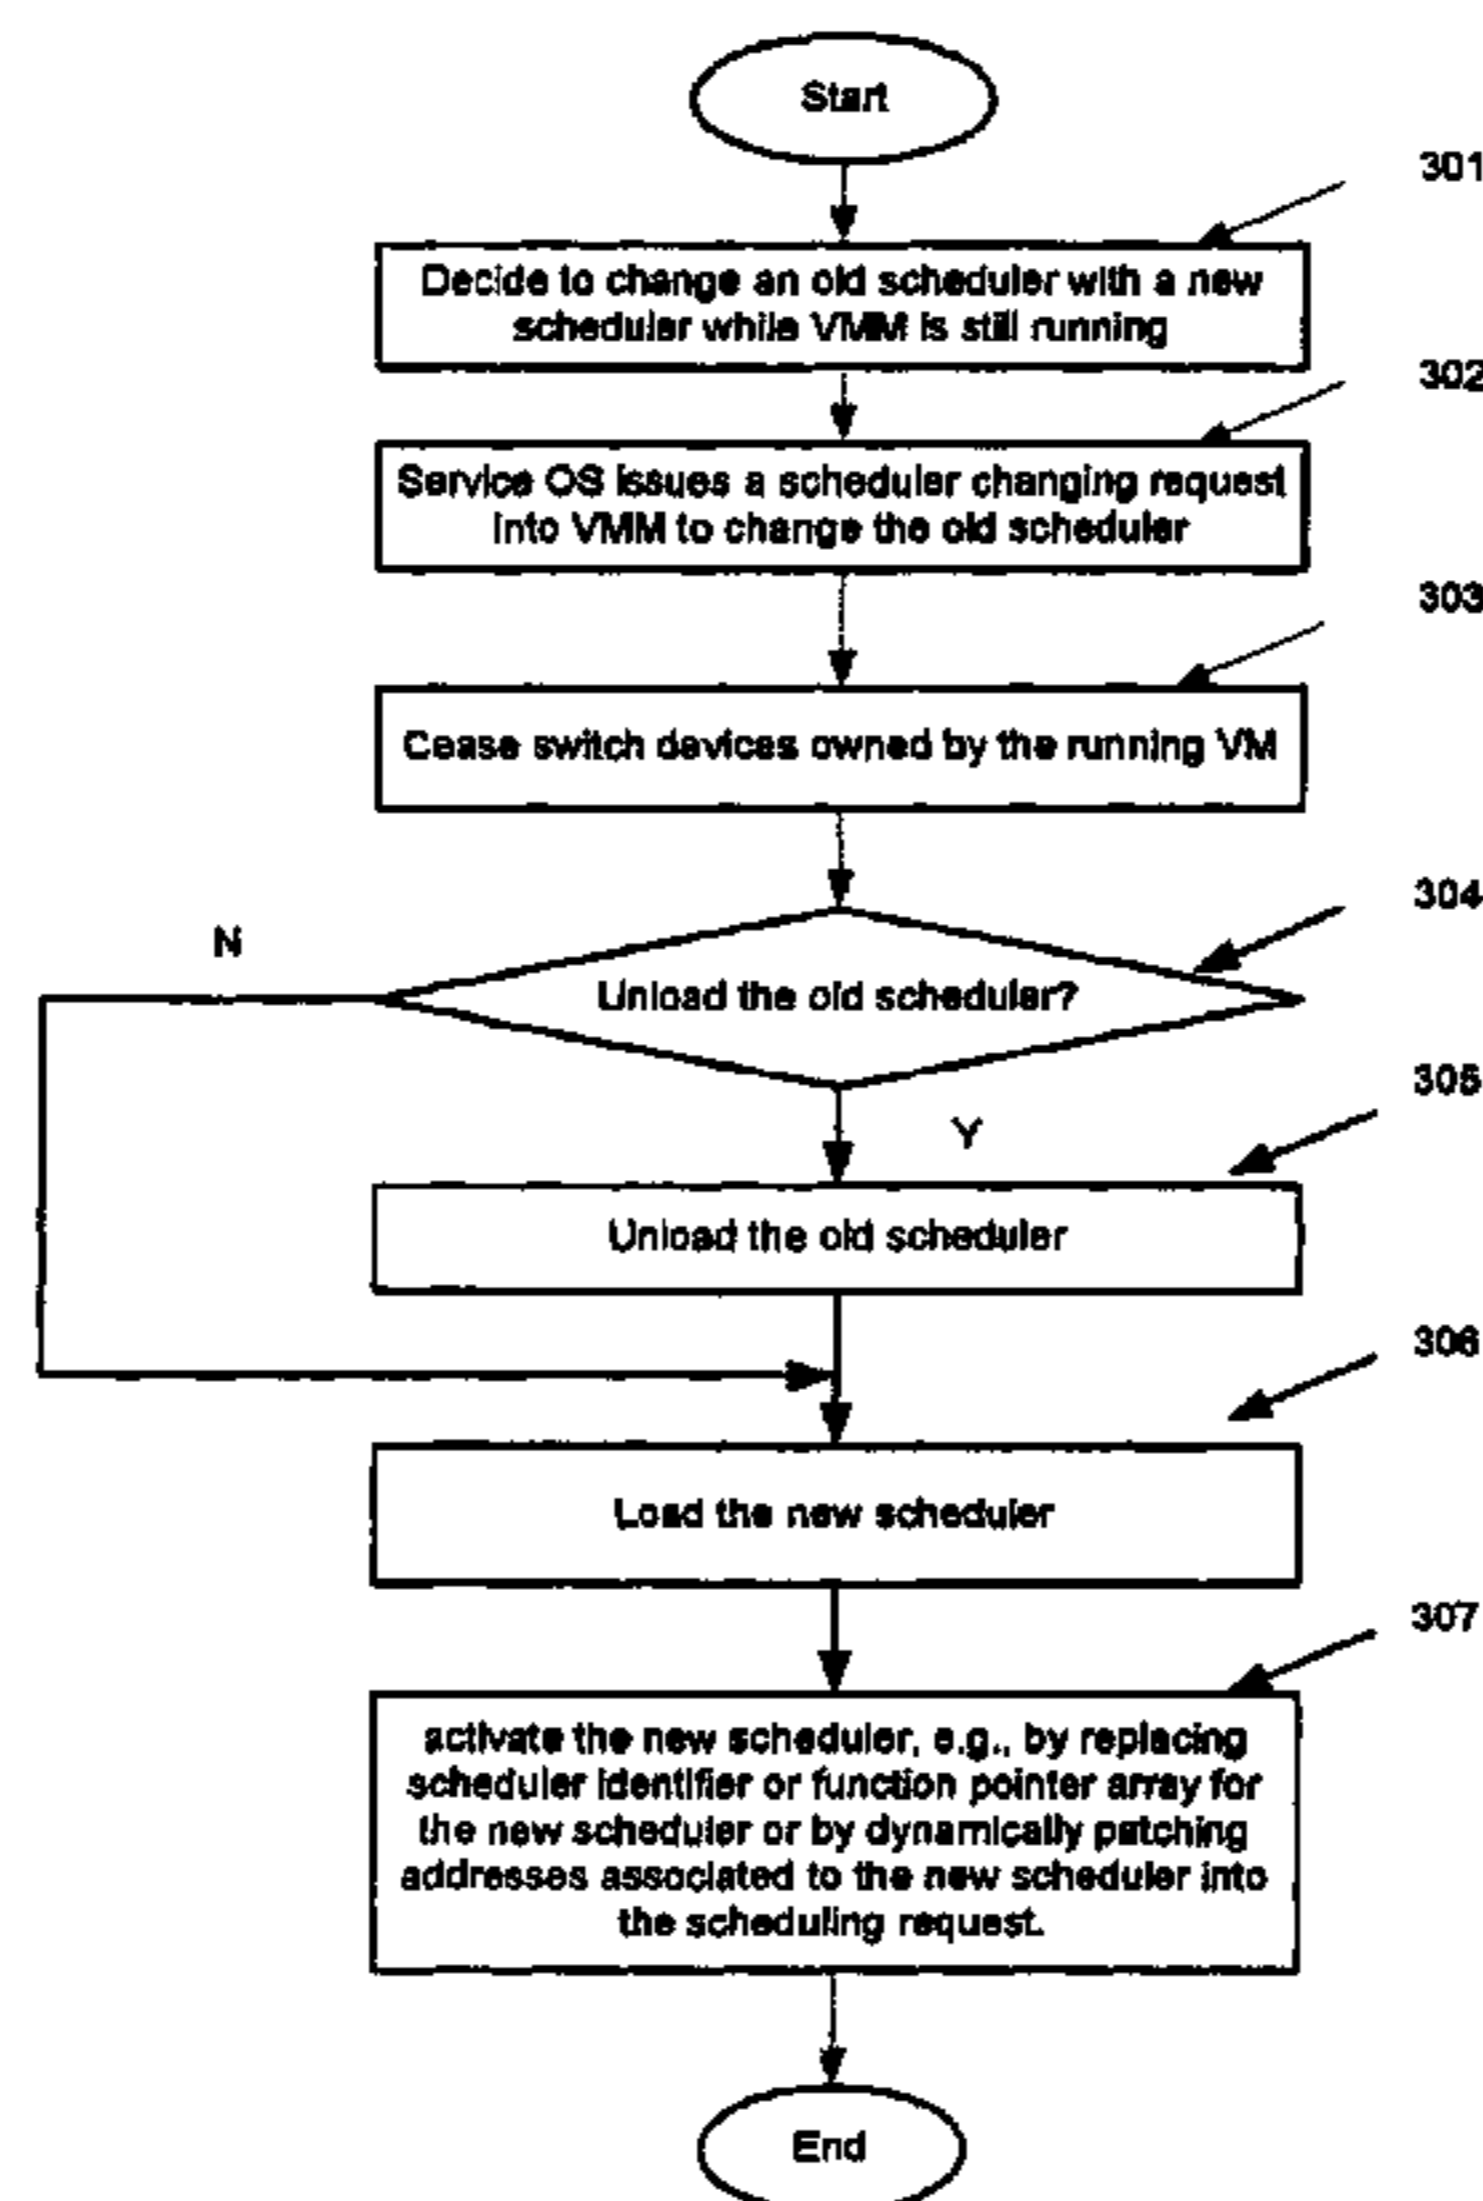 Start
301
Decide to change an old scheduler with a new
scheduler while VMM is still running
302
Service OS issues a scheduler changing request
into VMM to change the old scheduler
303
Cease switch devices owned by the running VM
304
N
Unload the old scheduler?
305
Y
Unload the old scheduler
306
Load the new scheduler
307
activate the new scheduler, e.g., by replacing
scheduler identifier or function pointer array for
the new scheduler or by dynamically patching
addresses associated to the new scheduler into
the scheduling request.
End